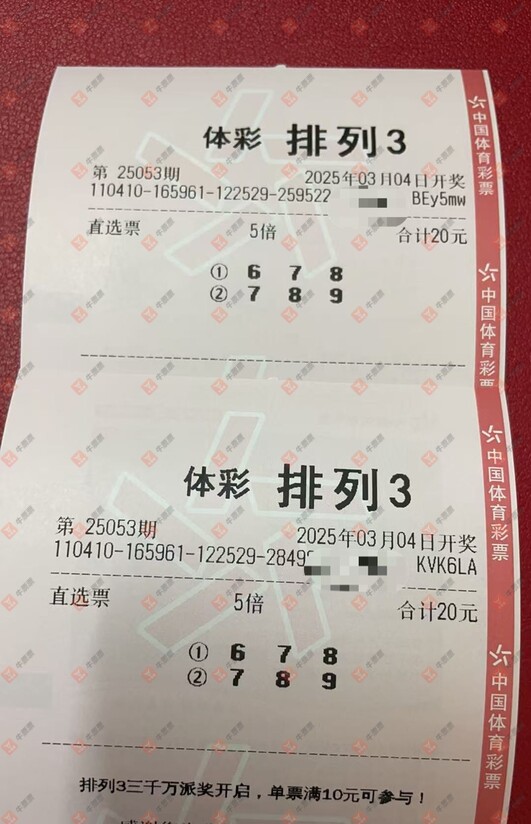 体彩 排列3
第 25053期 2025年03月04日开奖
110410-165961-122529-259522 BEy5mw
直选票 5倍 合计20元
① 6 7 8
② 7 8 9
中国体育彩票
中国体育彩票
体彩 排列3
第 25053期 2025年03月04日开奖
110410-165961-122529-2849 KVK6LA
直选票 5倍 合计20元
① 6 7 8
② 7 8 9
中国体育彩票
中国体育彩票
排列3三千万派奖开启，单票满10元可参与！